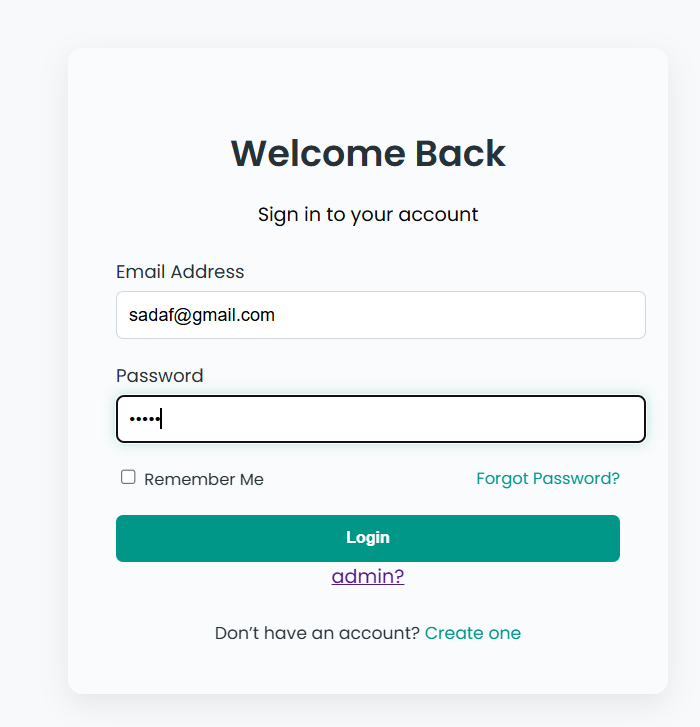 Welcome Back
Sign in to your account
Email Address
sadaf@gmail.com
Password
•••••
Remember Me Forgot Password?
Login
admin?
Don’t have an account? Create one